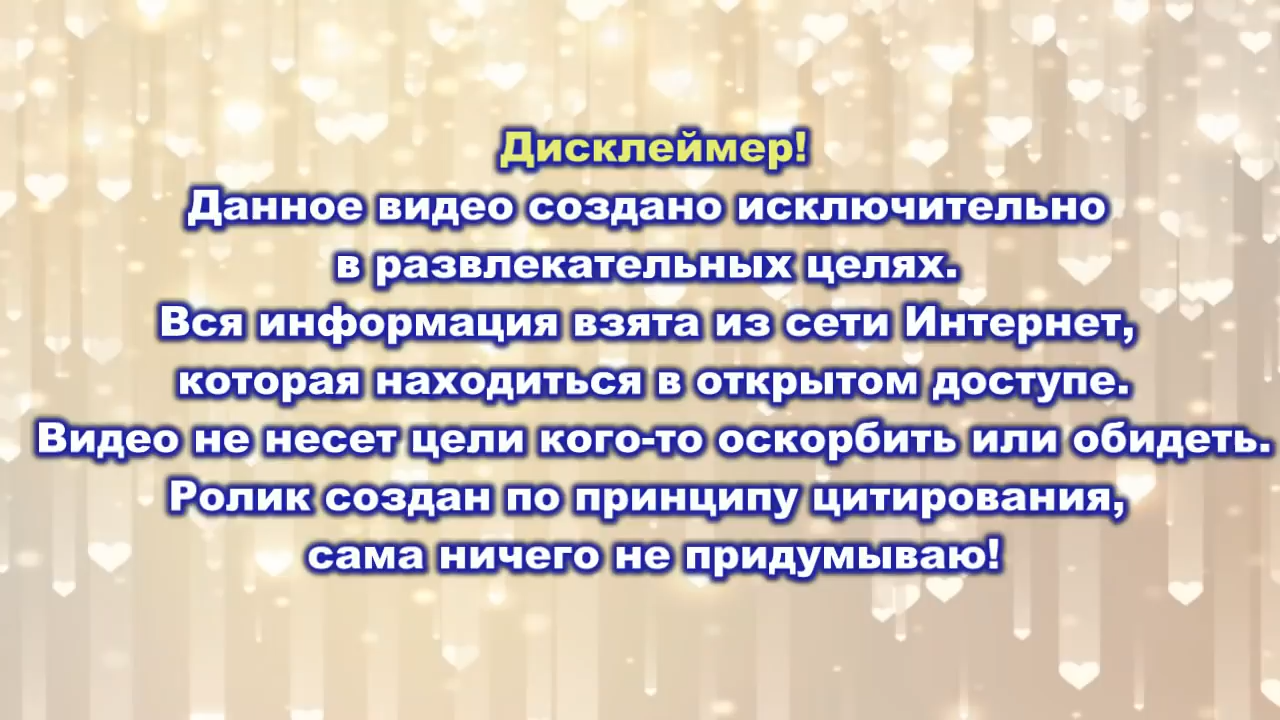 Дисклеймер!
Данное видео создано исключительно
в развлекательных целях.
Вся информация взята из сети Интернет,
которая находиться в открытом доступе.
Видео не несет цели кого-то оскорбить или обидеть.
Ролик создан по принципу цитирования,
сама ничего не придумываю!